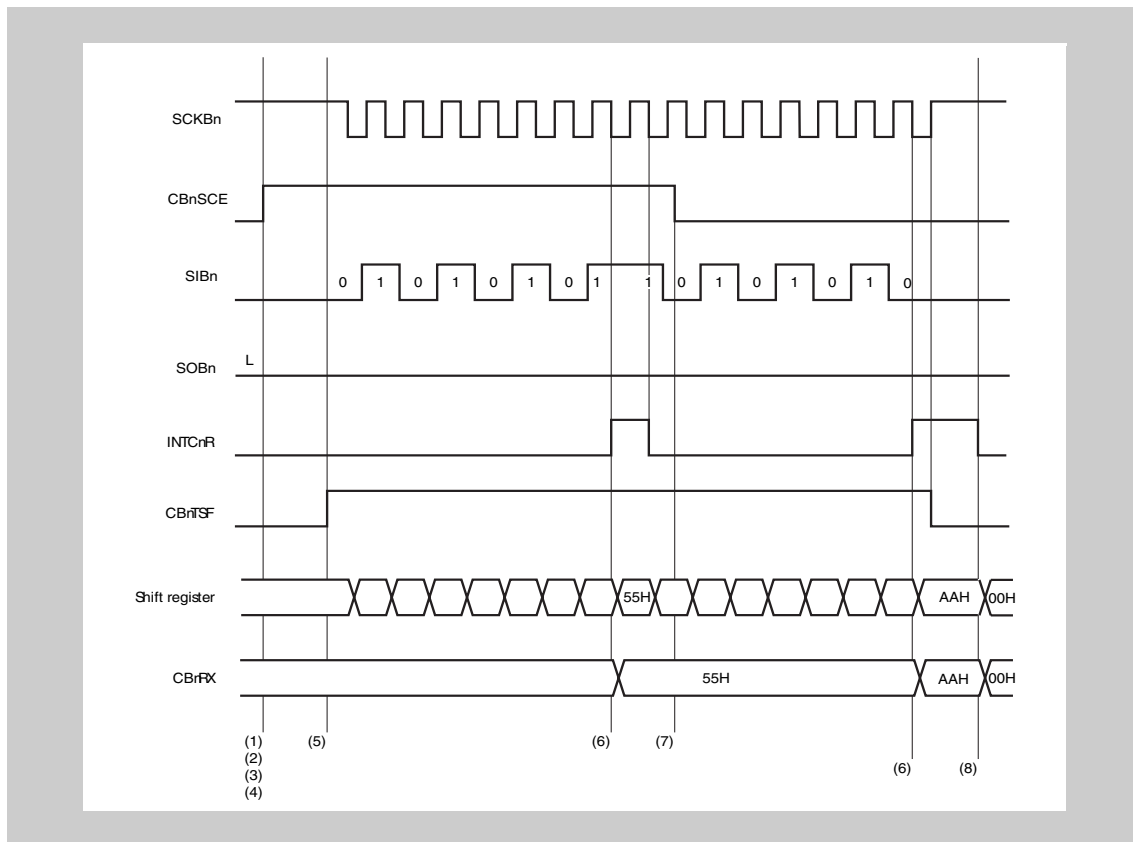 SCKBn
CBnSCE
SIBn
0 1 0 1 0 1 0 1 1 0 1 0 1 0 1 0
L
SOBn
INTCnR
CBnTSF
Shift register
55H AAH 00H
CBnRX
55H AAH 00H
(1) (5) (6) (7)
(2)
(6) (8)
(3)
(4)